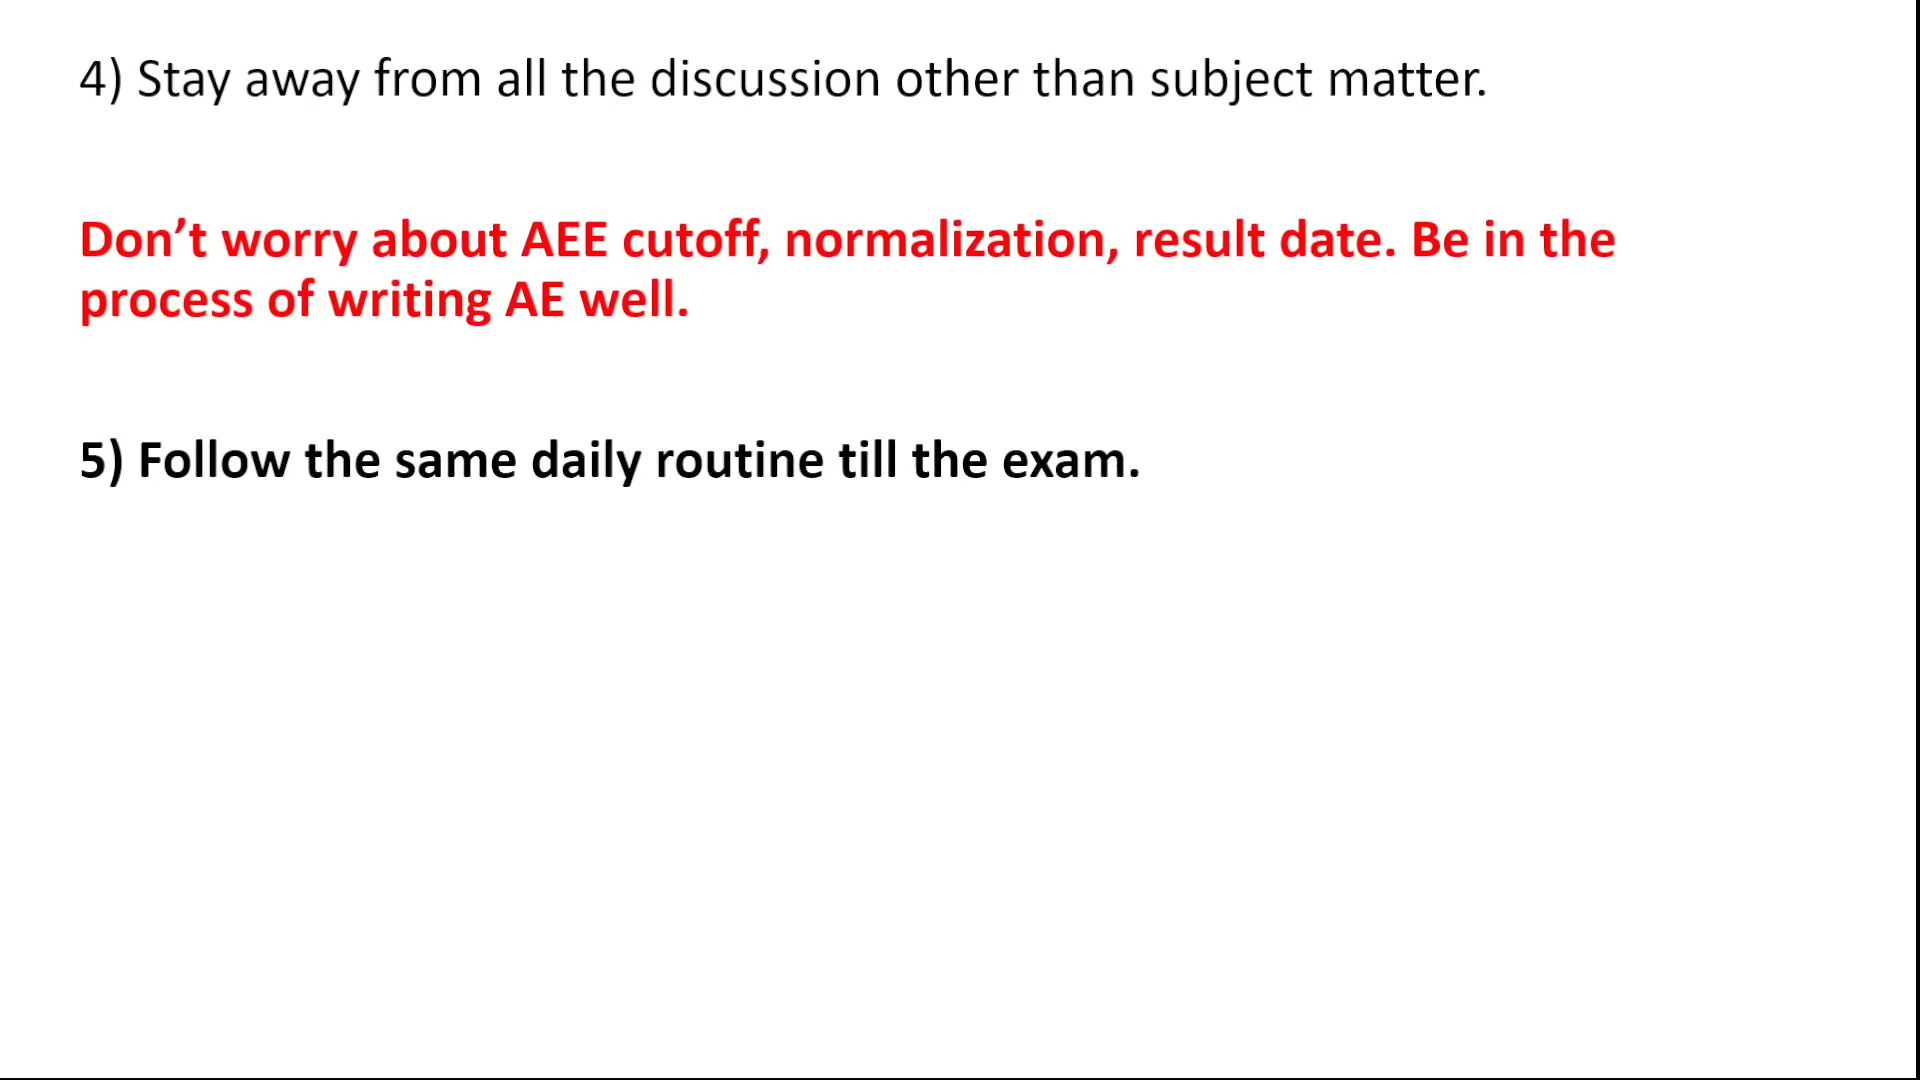 4) Stay away from all the discussion other than subject matter.
Don’t worry about AEE cutoff, normalization, result date. Be in the
process of writing AE well.
5) Follow the same daily routine till the exam.